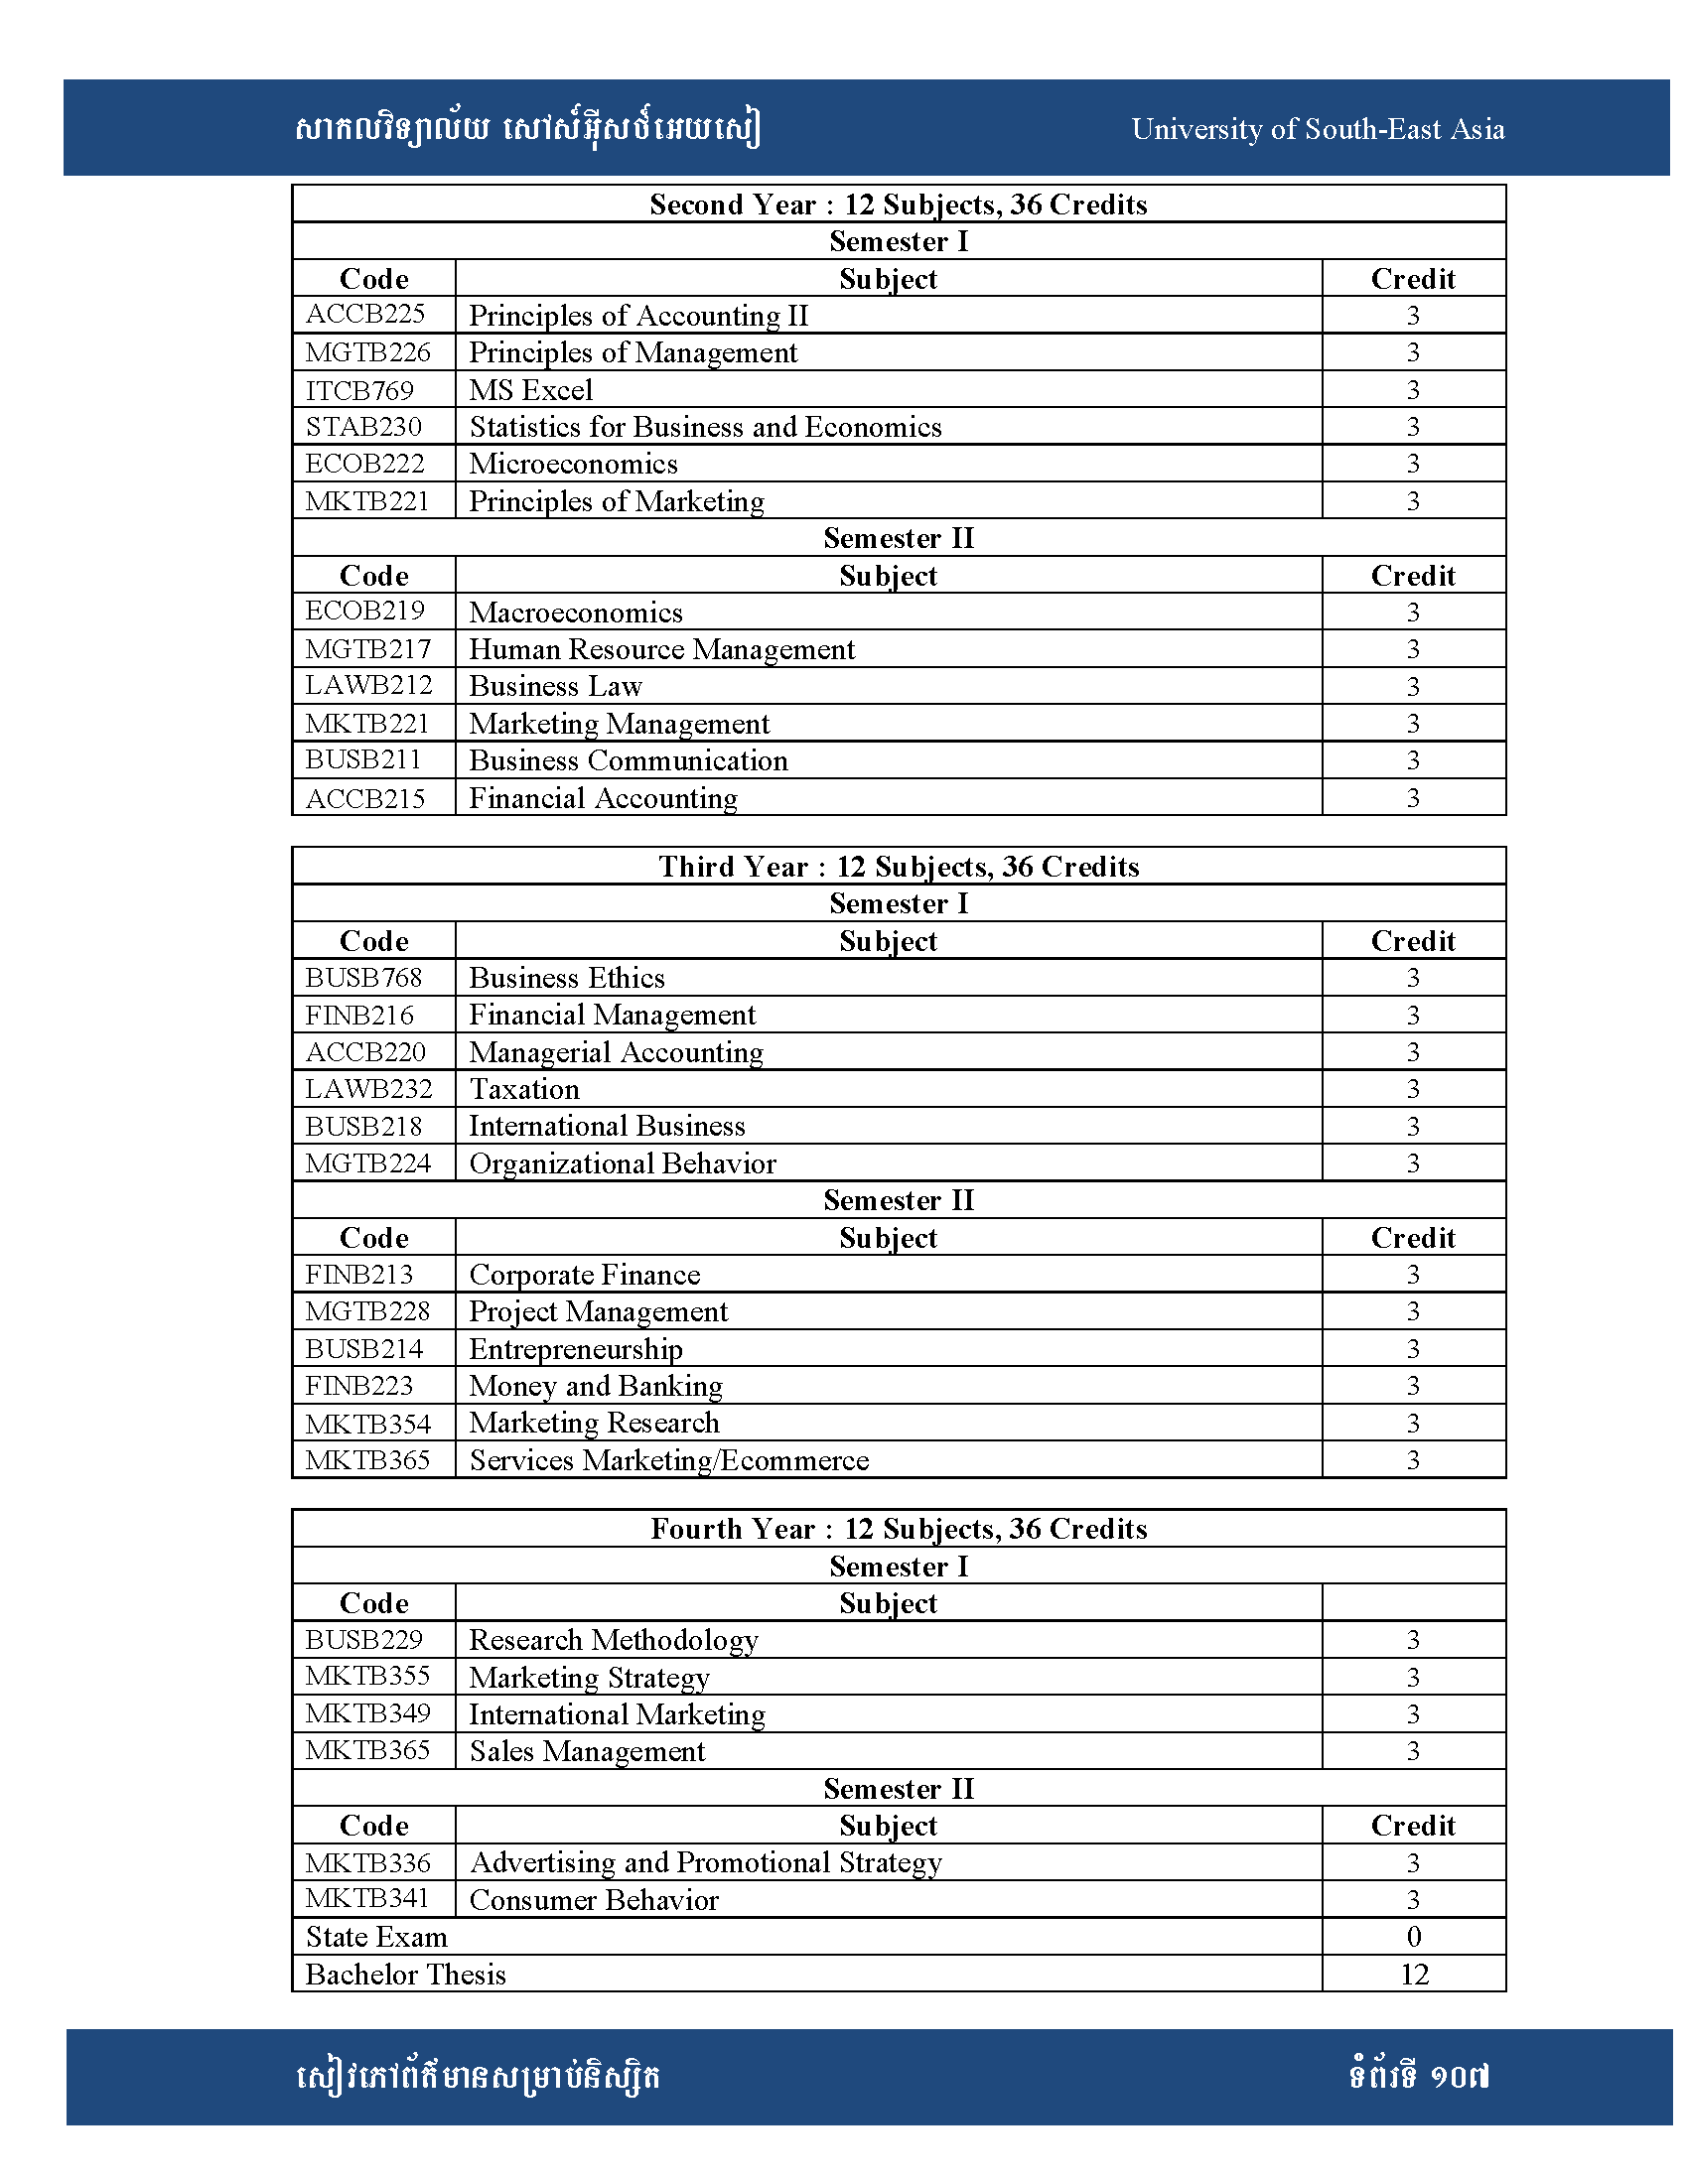 សាកលវិទ្យាល័យ សៅស៍អ៊ីសថ៍អេយសៀ University of South-East Asia
Second Year : 12 Subjects, 36 Credits
Semester I
Code Subject Credit
ACCB225 Principles of Accounting II 3
MGTB226 Principles of Management 3
ITCB769 MS Excel 3
STAB230 Statistics for Business and Economics 3
ECOB222 Microeconomics 3
MKTB221 Principles of Marketing 3
Semester II
Code Subject Credit
ECOB219 Macroeconomics 3
MGTB217 Human Resource Management 3
LAWB212 Business Law 3
MKTB221 Marketing Management 3
BUSB211 Business Communication 3
ACCB215 Financial Accounting 3
Third Year : 12 Subjects, 36 Credits
Semester I
Code Subject Credit
BUSB768 Business Ethics 3
FINB216 Financial Management 3
ACCB220 Managerial Accounting 3
LAWB232 Taxation 3
BUSB218 International Business 3
MGTB224 Organizational Behavior 3
Semester II
Code Subject Credit
FINB213 Corporate Finance 3
MGTB228 Project Management 3
BUSB214 Entrepreneurship 3
FINB223 Money and Banking 3
MKTB354 Marketing Research 3
MKTB365 Services Marketing/Ecommerce 3
Fourth Year : 12 Subjects, 36 Credits
Semester I
Code Subject
BUSB229 Research Methodology 3
MKTB355 Marketing Strategy 3
MKTB349 International Marketing 3
MKTB365 Sales Management 3
Semester II
Code Subject Credit
MKTB336 Advertising and Promotional Strategy 3
MKTB341 Consumer Behavior 3
State Exam 0
Bachelor Thesis 12
សៀវភៅព័ត៌មានសម្រាប់និស្សិត ទំព័រទី ១០៧